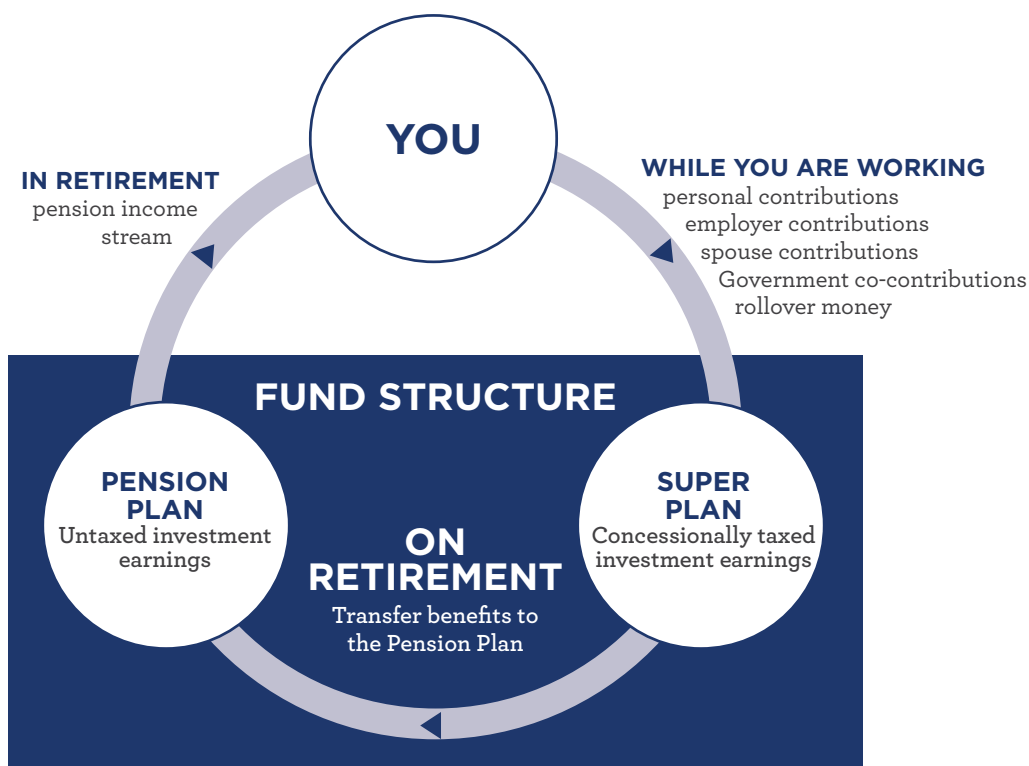 YOU
IN RETIREMENT
pension income
stream
WHILE YOU ARE WORKING
personal contributions
employer contributions
spouse contributions
Government co-contributions
rollover money
FUND STRUCTURE
PENSION
PLAN
Untaxed investment
earnings
ON
RETIREMENT
Transfer benefits to
the Pension Plan
SUPER
PLAN
Concessionally taxed
investment earnings